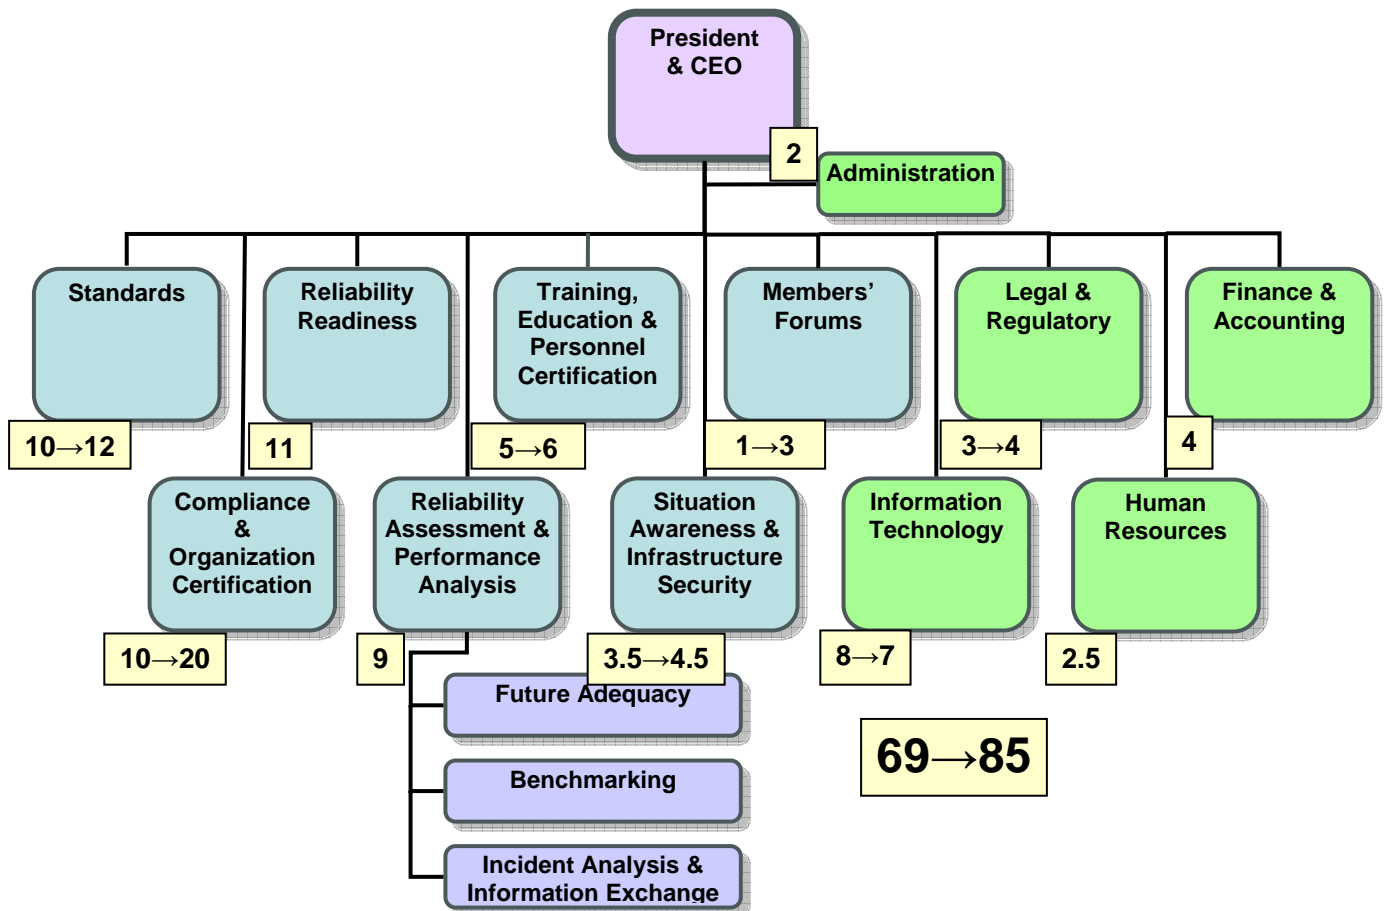 President
& CEO
2
Administration
Standards
10→12
Reliability
Readiness
11
Training,
Education &
Personnel
Certification
5→6
Members’
Forums
1→3
Legal &
Regulatory
3→4
Finance &
Accounting
4
Compliance
&
Organization
Certification
10→20
Reliability
Assessment &
Performance
Analysis
9
Situation
Awareness &
Infrastructure
Security
3.5→4.5
Information
Technology
8→7
Human
Resources
2.5
Future Adequacy
Benchmarking
Incident Analysis &
Information Exchange
69→85